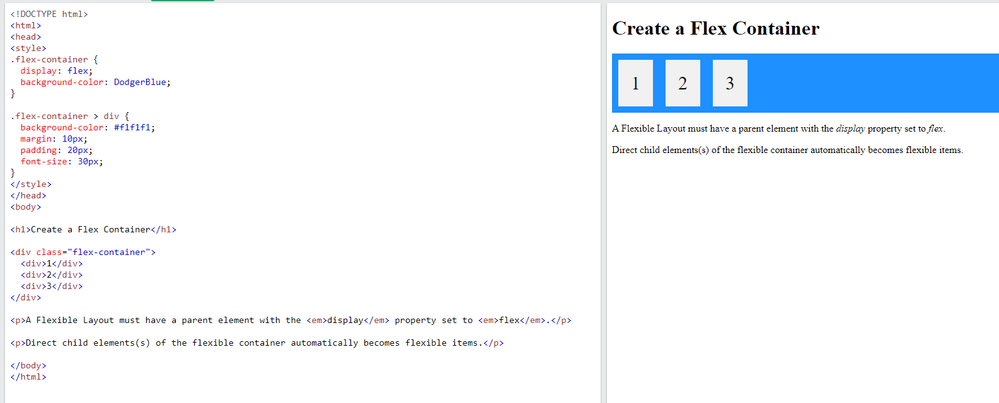 <!DOCTYPE html>
<html>
<head>
<style>
.flex-container {
  display: flex;
  background-color: DodgerBlue;
}

.flex-container > div {
  background-color: #f1f1f1;
  margin: 10px;
  padding: 20px;
  font-size: 30px;
}
</style>
</head>
<body>

<h1>Create a Flex Container</h1>

<div class="flex-container">
  <div>1</div>
  <div>2</div>
  <div>3</div>
</div>

<p>A Flexible Layout must have a parent element with the <em>display</em> property set to <em>flex</em>.</p>

<p>Direct child elements(s) of the flexible container automatically becomes flexible items.</p>

</body>
</html>
Create a Flex Container
1 2 3
A Flexible Layout must have a parent element with the display property set to flex.
Direct child elements(s) of the flexible container automatically becomes flexible items.